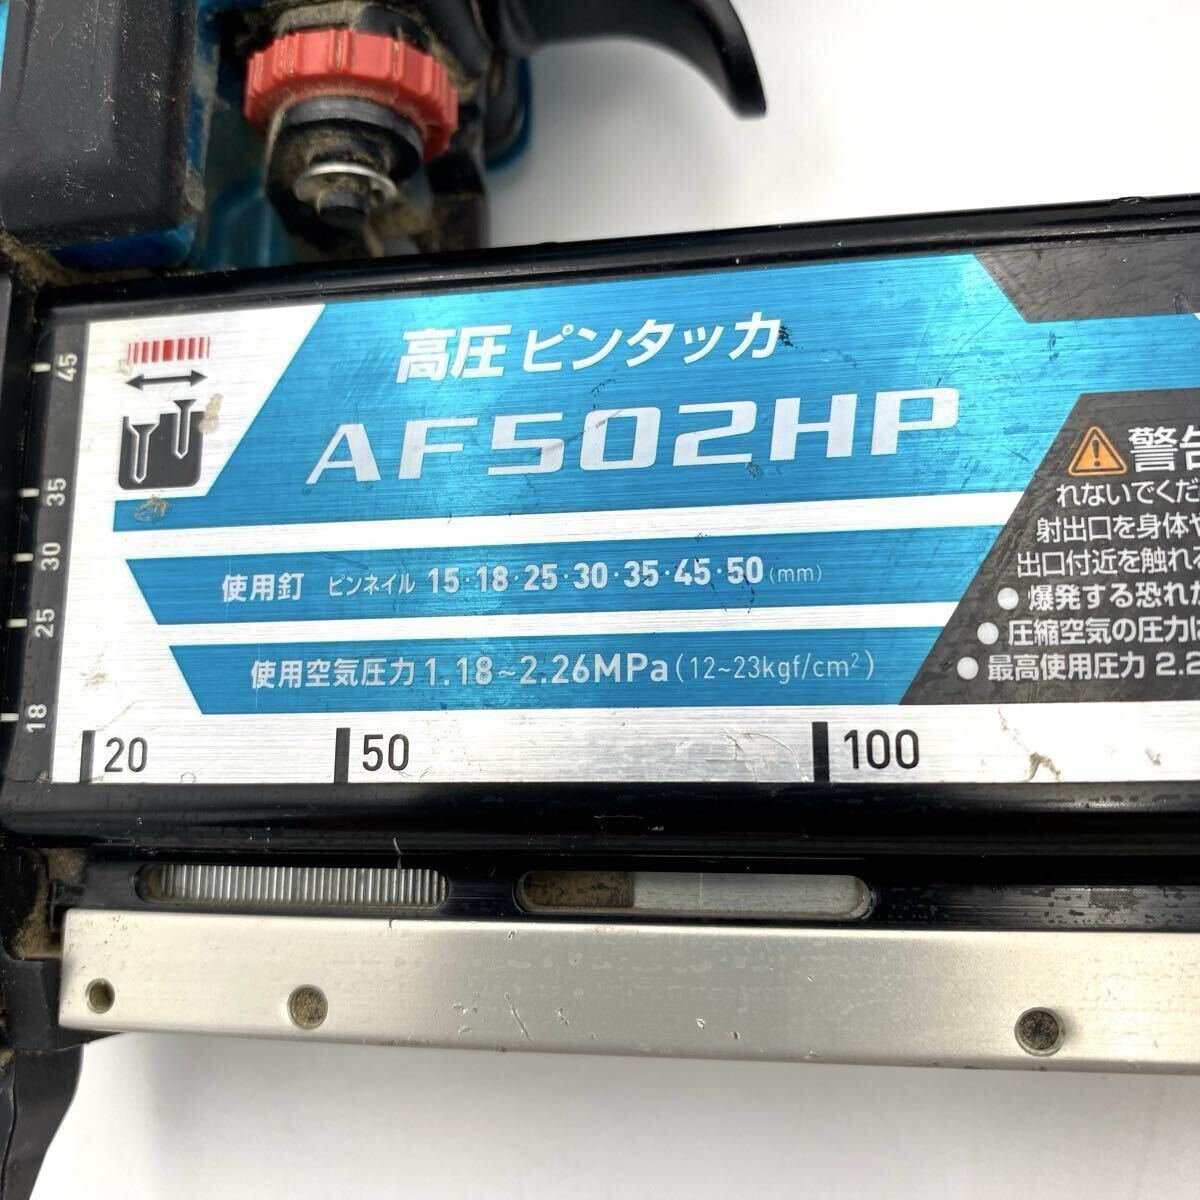 高圧ピンタッカ
AF502HP
使用釘 ピンネイル 15・18・25・30・35・45・50(mm)
使用空気圧力 1.18~2.26MPa(12~23kgf/cm²)
警告
れないでくだ
射出口を身体や
出口付近を触れ
●爆発する恐れ
●圧縮空気の圧力
●最高使用圧力 2.2
45
35
30
25
18
20 50 100